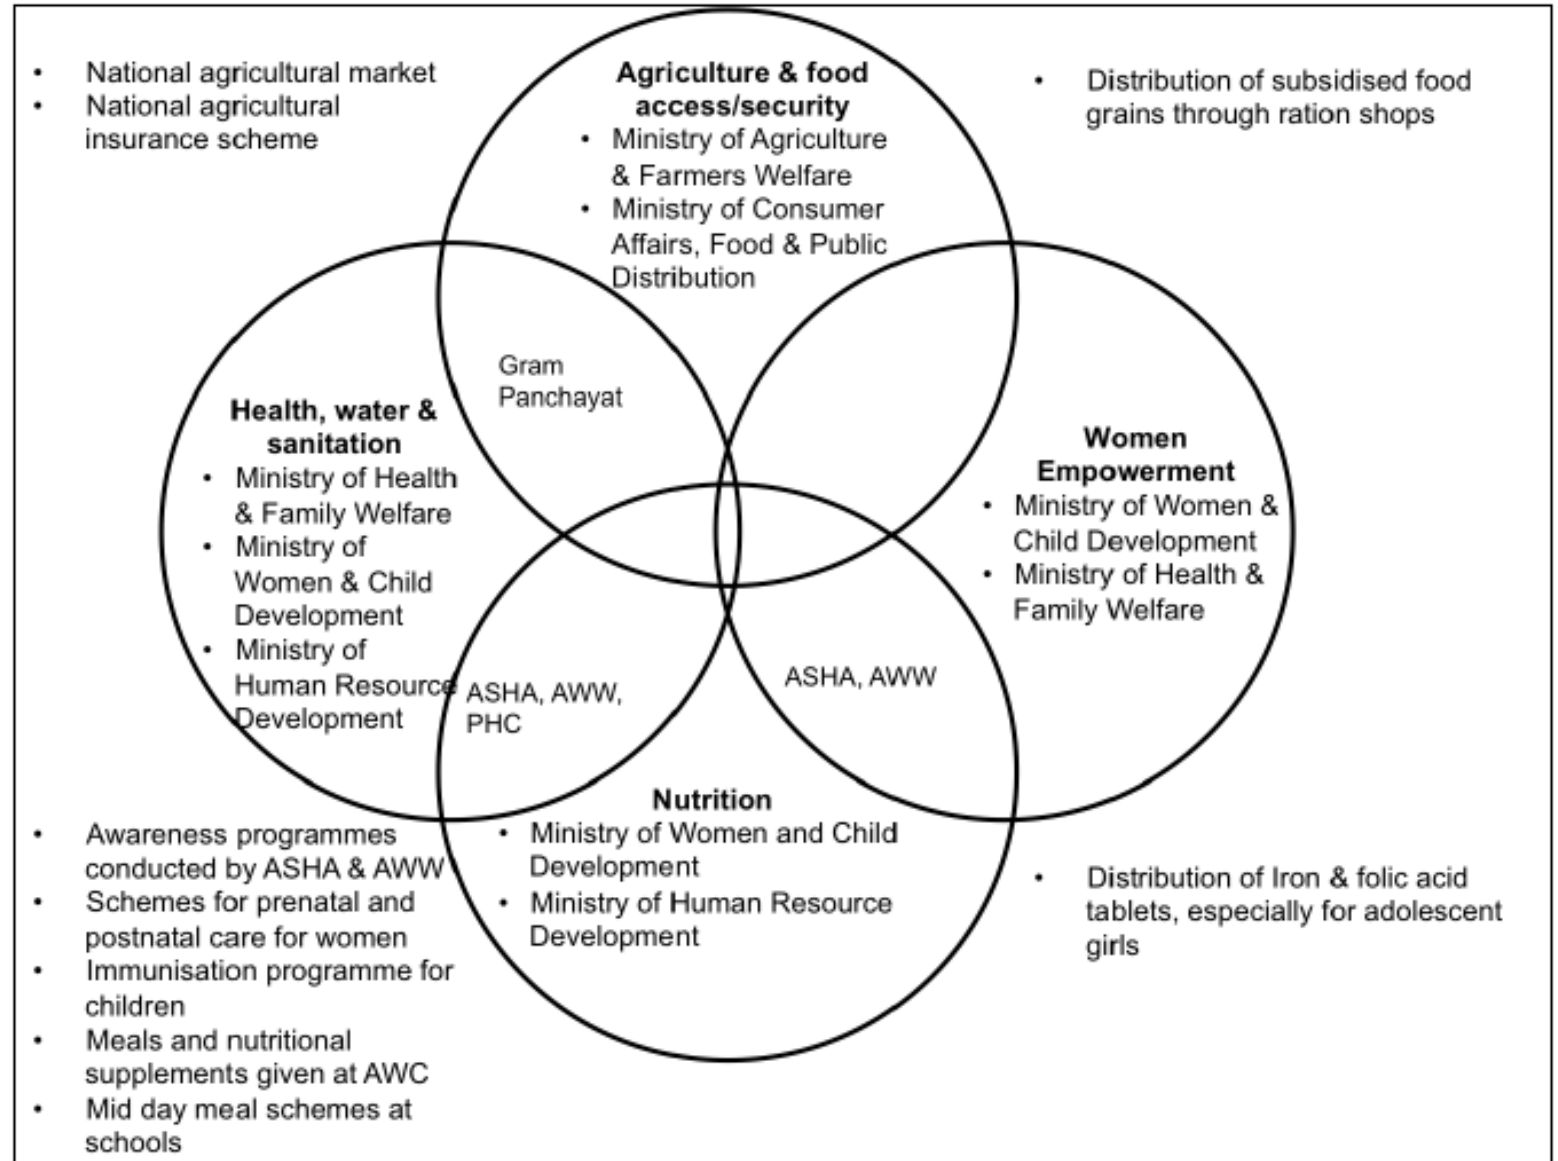 • National agricultural market
• National agricultural
insurance scheme
Agriculture & food
access/security
• Ministry of Agriculture
& Farmers Welfare
• Ministry of Consumer
Affairs, Food & Public
Distribution
• Distribution of subsidised food
grains through ration shops
Gram
Panchayat
Health, water &
sanitation
• Ministry of Health
& Family Welfare
• Ministry of
Women & Child
Development
• Ministry of
Human Resource
Development
Women
Empowerment
• Ministry of Women &
Child Development
• Ministry of Health &
Family Welfare
ASHA, AWW,
PHC
ASHA, AWW
Nutrition
• Ministry of Women and Child
Development
• Ministry of Human Resource
Development
• Awareness programmes
conducted by ASHA & AWW
• Schemes for prenatal and
postnatal care for women
• Immunisation programme for
children
• Meals and nutritional
supplements given at AWC
• Mid day meal schemes at
schools
• Distribution of Iron & folic acid
tablets, especially for adolescent
girls